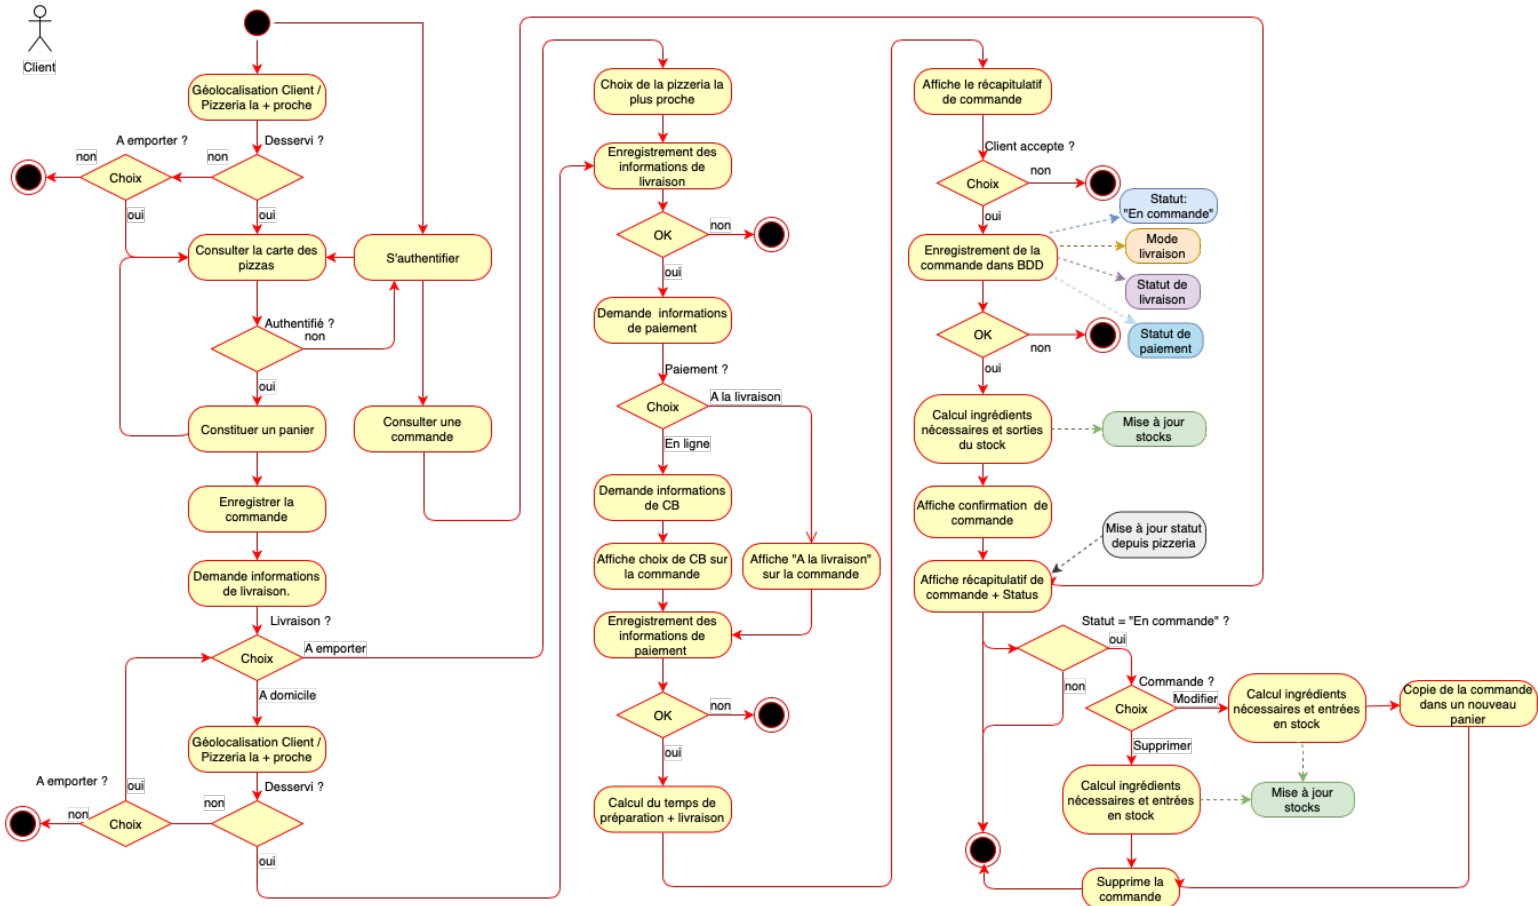 Client
Géolocalisation Client /
Pizzeria la + proche
A emporter ?
Desservi ?
non
non
Choix
oui
oui
Consulter la carte des
pizzas
S'authentifier
Authentifié ?
non
oui
Constituer un panier
Consulter une
commande
Enregistrer la
commande
Demande informations
de livraison.
Livraison ?
Choix
A emporter
A domicile
Géolocalisation Client /
Pizzeria la + proche
A emporter ?
Desservi ?
oui
non
non
Choix
oui
Choix de la pizzeria la
plus proche
Enregistrement des
informations de
livraison
OK
non
oui
Demande informations
de paiement
Paiement ?
Choix
A la livraison
En ligne
Demande informations
de CB
Affiche choix de CB sur
la commande
Affiche "A la livraison"
sur la commande
Enregistrement des
informations de
paiement
OK
non
oui
Calcul du temps de
préparation + livraison
Affiche le récapitulatif
de commande
Client accepte ?
Choix
non
oui
Statut:
"En commande"
Mode
livraison
Enregistrement de la
commande dans BDD
Statut de
livraison
Statut de
paiement
OK
non
oui
Calcul ingrédients
nécessaires et sorties
du stock
Mise à jour
stocks
Affiche confirmation de
commande
Mise à jour statut
depuis pizzeria
Affiche récapitulatif de
commande + Status
Statut = "En commande" ?
oui
non
Commande ?
Choix
Modifier
Calcul ingrédients
nécessaires et entrées
en stock
Copie de la commande
dans un nouveau
panier
Supprimer
Calcul ingrédients
nécessaires et entrées
en stock
Mise à jour
stocks
Supprime la
commande